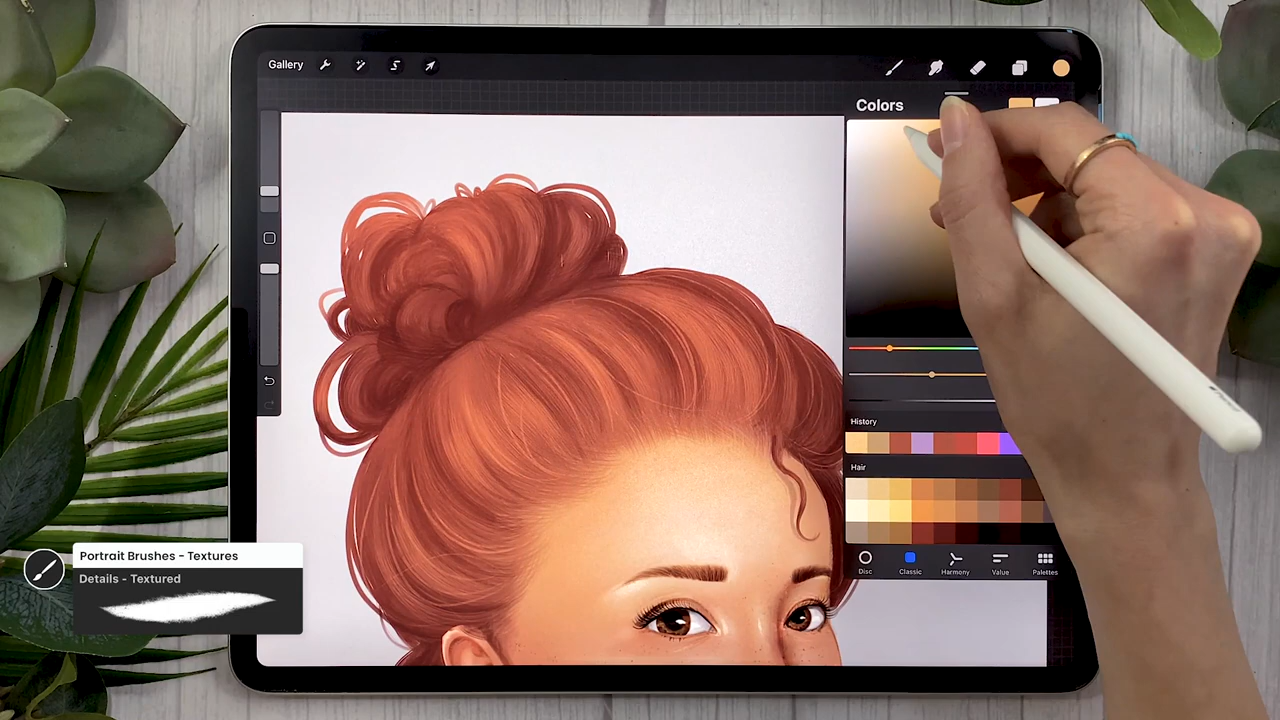 Gallery
Colors
History
Hair
Disc
Classic
Harmony
Value
Palettes
Portrait Brushes - Textures
Details - Textured